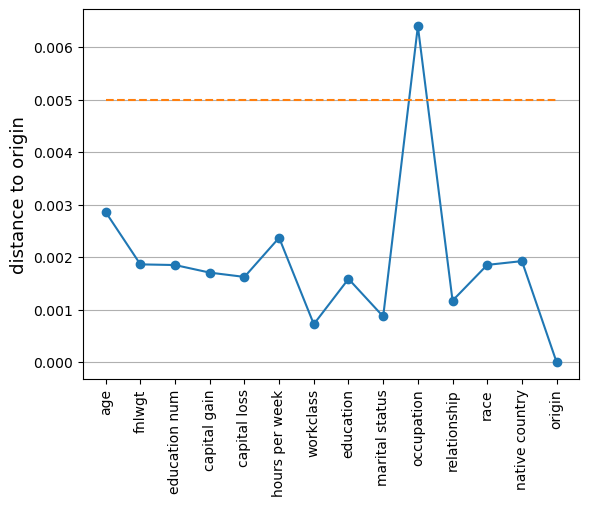 distance to origin
0.006
0.005
0.004
0.003
0.002
0.001
0.000
age
fnlwgt
education num
capital gain
capital loss
hours per week
workclass
education
marital status
occupation
relationship
race
native country
origin